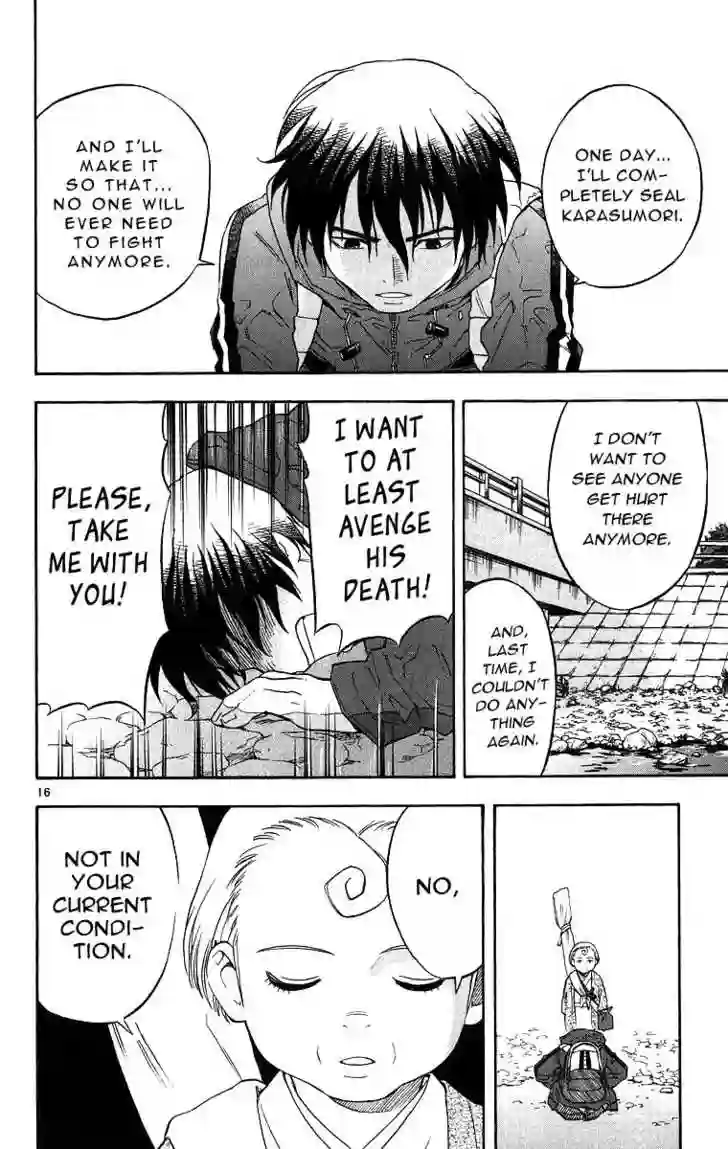 ONE DAY...
I'LL COM-
PLETELY SEAL
KARASUMORI.
AND I'LL
MAKE IT
SO THAT...
NO ONE WILL
EVER NEED
TO FIGHT
ANYMORE.
I DON'T
WANT TO
SEE ANYONE
GET HURT
THERE
ANYMORE.
AND,
LAST
TIME, I
COULDN'T
DO ANY-
THING
AGAIN.
I WANT
TO AT
LEAST
AVENGE
HIS
DEATH!
PLEASE,
TAKE
ME WITH
YOU!
16
NO,
NOT IN
YOUR
CURRENT
CONDI-
TION.